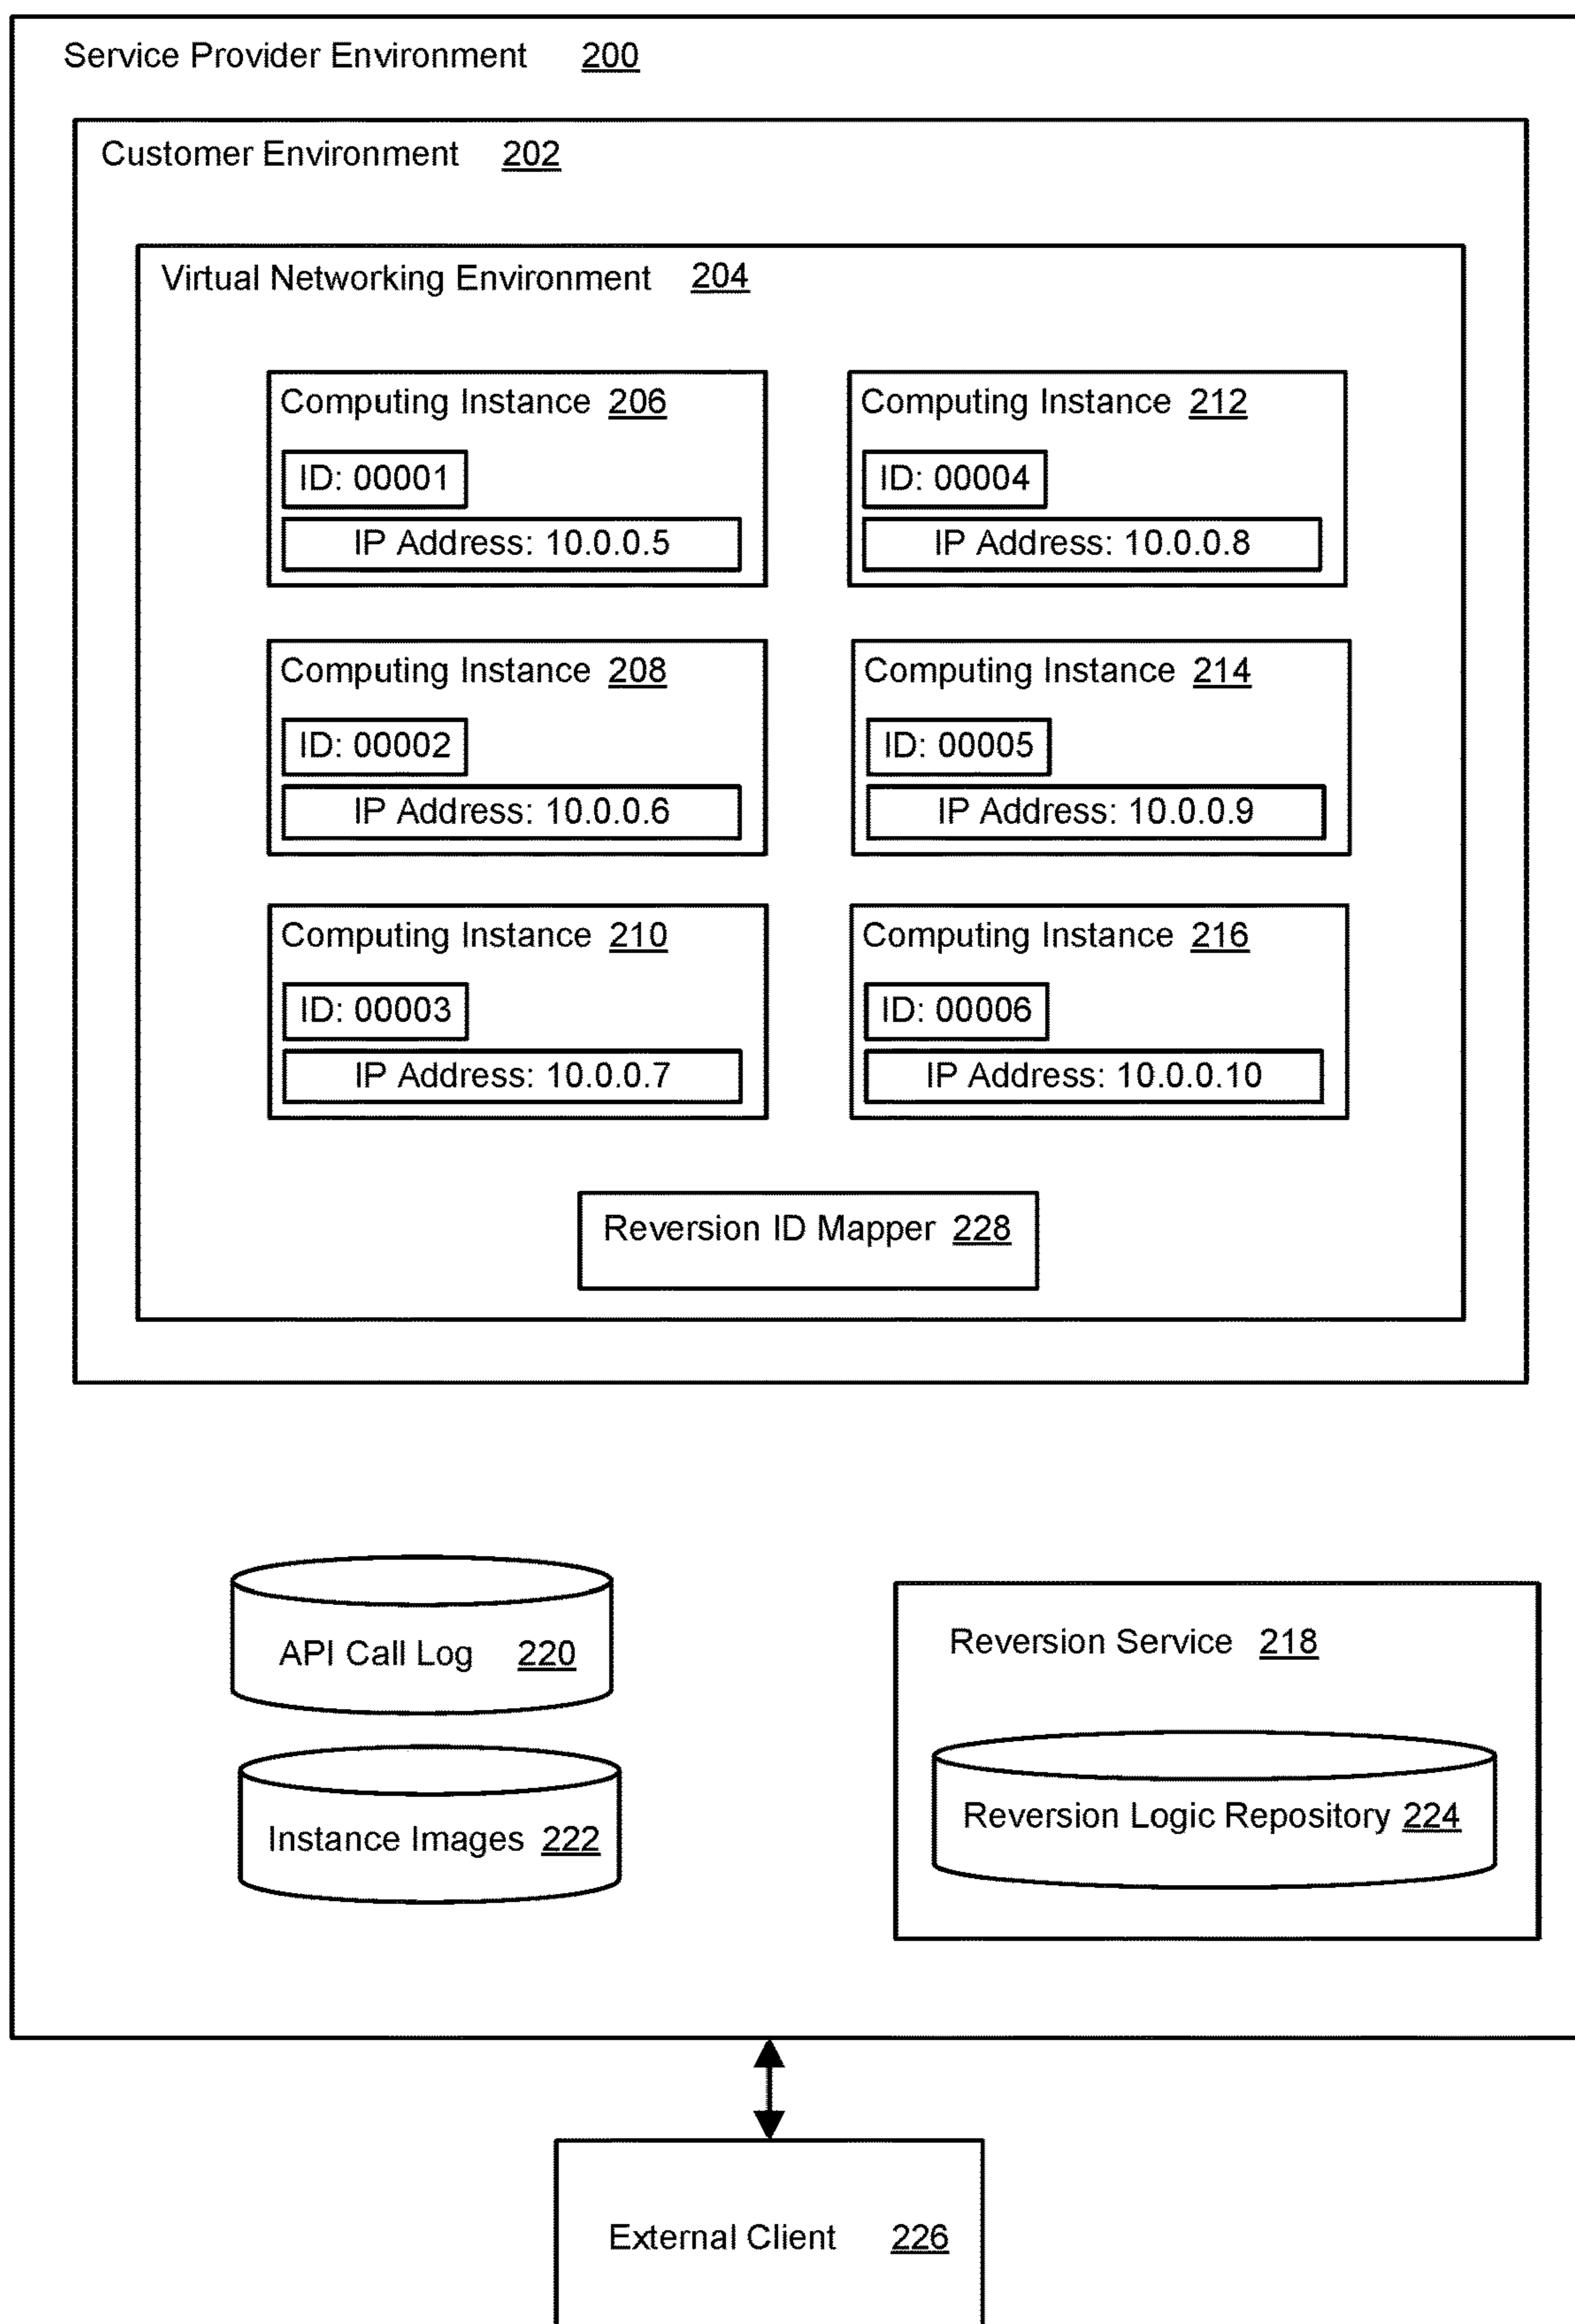 Service Provider Environment 200
Customer Environment 202
Virtual Networking Environment 204
Computing Instance 206
ID: 00001
IP Address: 10.0.0.5
Computing Instance 212
ID: 00004
IP Address: 10.0.0.8
Computing Instance 208
ID: 00002
IP Address: 10.0.0.6
Computing Instance 214
ID: 00005
IP Address: 10.0.0.9
Computing Instance 210
ID: 00003
IP Address: 10.0.0.7
Computing Instance 216
ID: 00006
IP Address: 10.0.0.10
Reversion ID Mapper 228
API Call Log 220
Instance Images 222
Reversion Service 218
Reversion Logic Repository 224
External Client 226